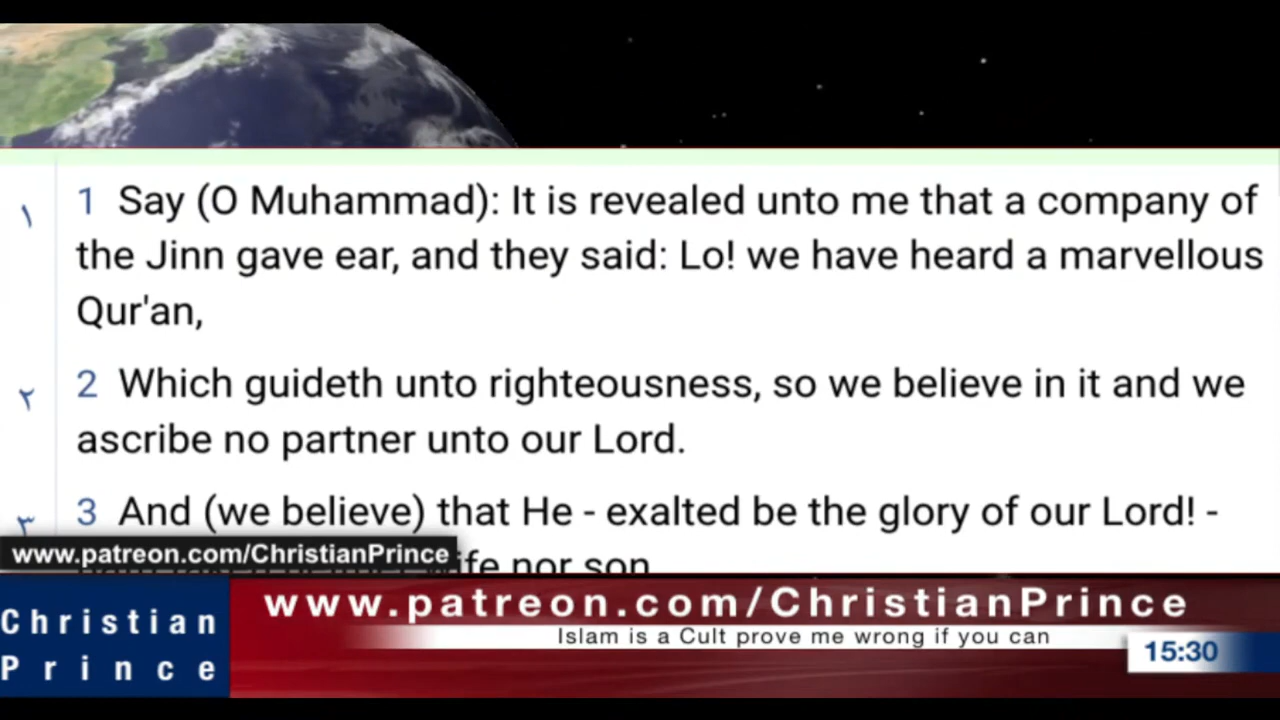 ١ 1 Say (O Muhammad): It is revealed unto me that a company of
the Jinn gave ear, and they said: Lo! we have heard a marvellous
Qur'an,
٢ 2 Which guideth unto righteousness, so we believe in it and we
ascribe no partner unto our Lord.
٣ 3 And (we believe) that He - exalted be the glory of our Lord! -
nor son
www.patreon.com/ChristianPrince
Christian
Prince
www.patreon.com/ChristianPrince
Islam is a Cult prove me wrong if you can
15:30